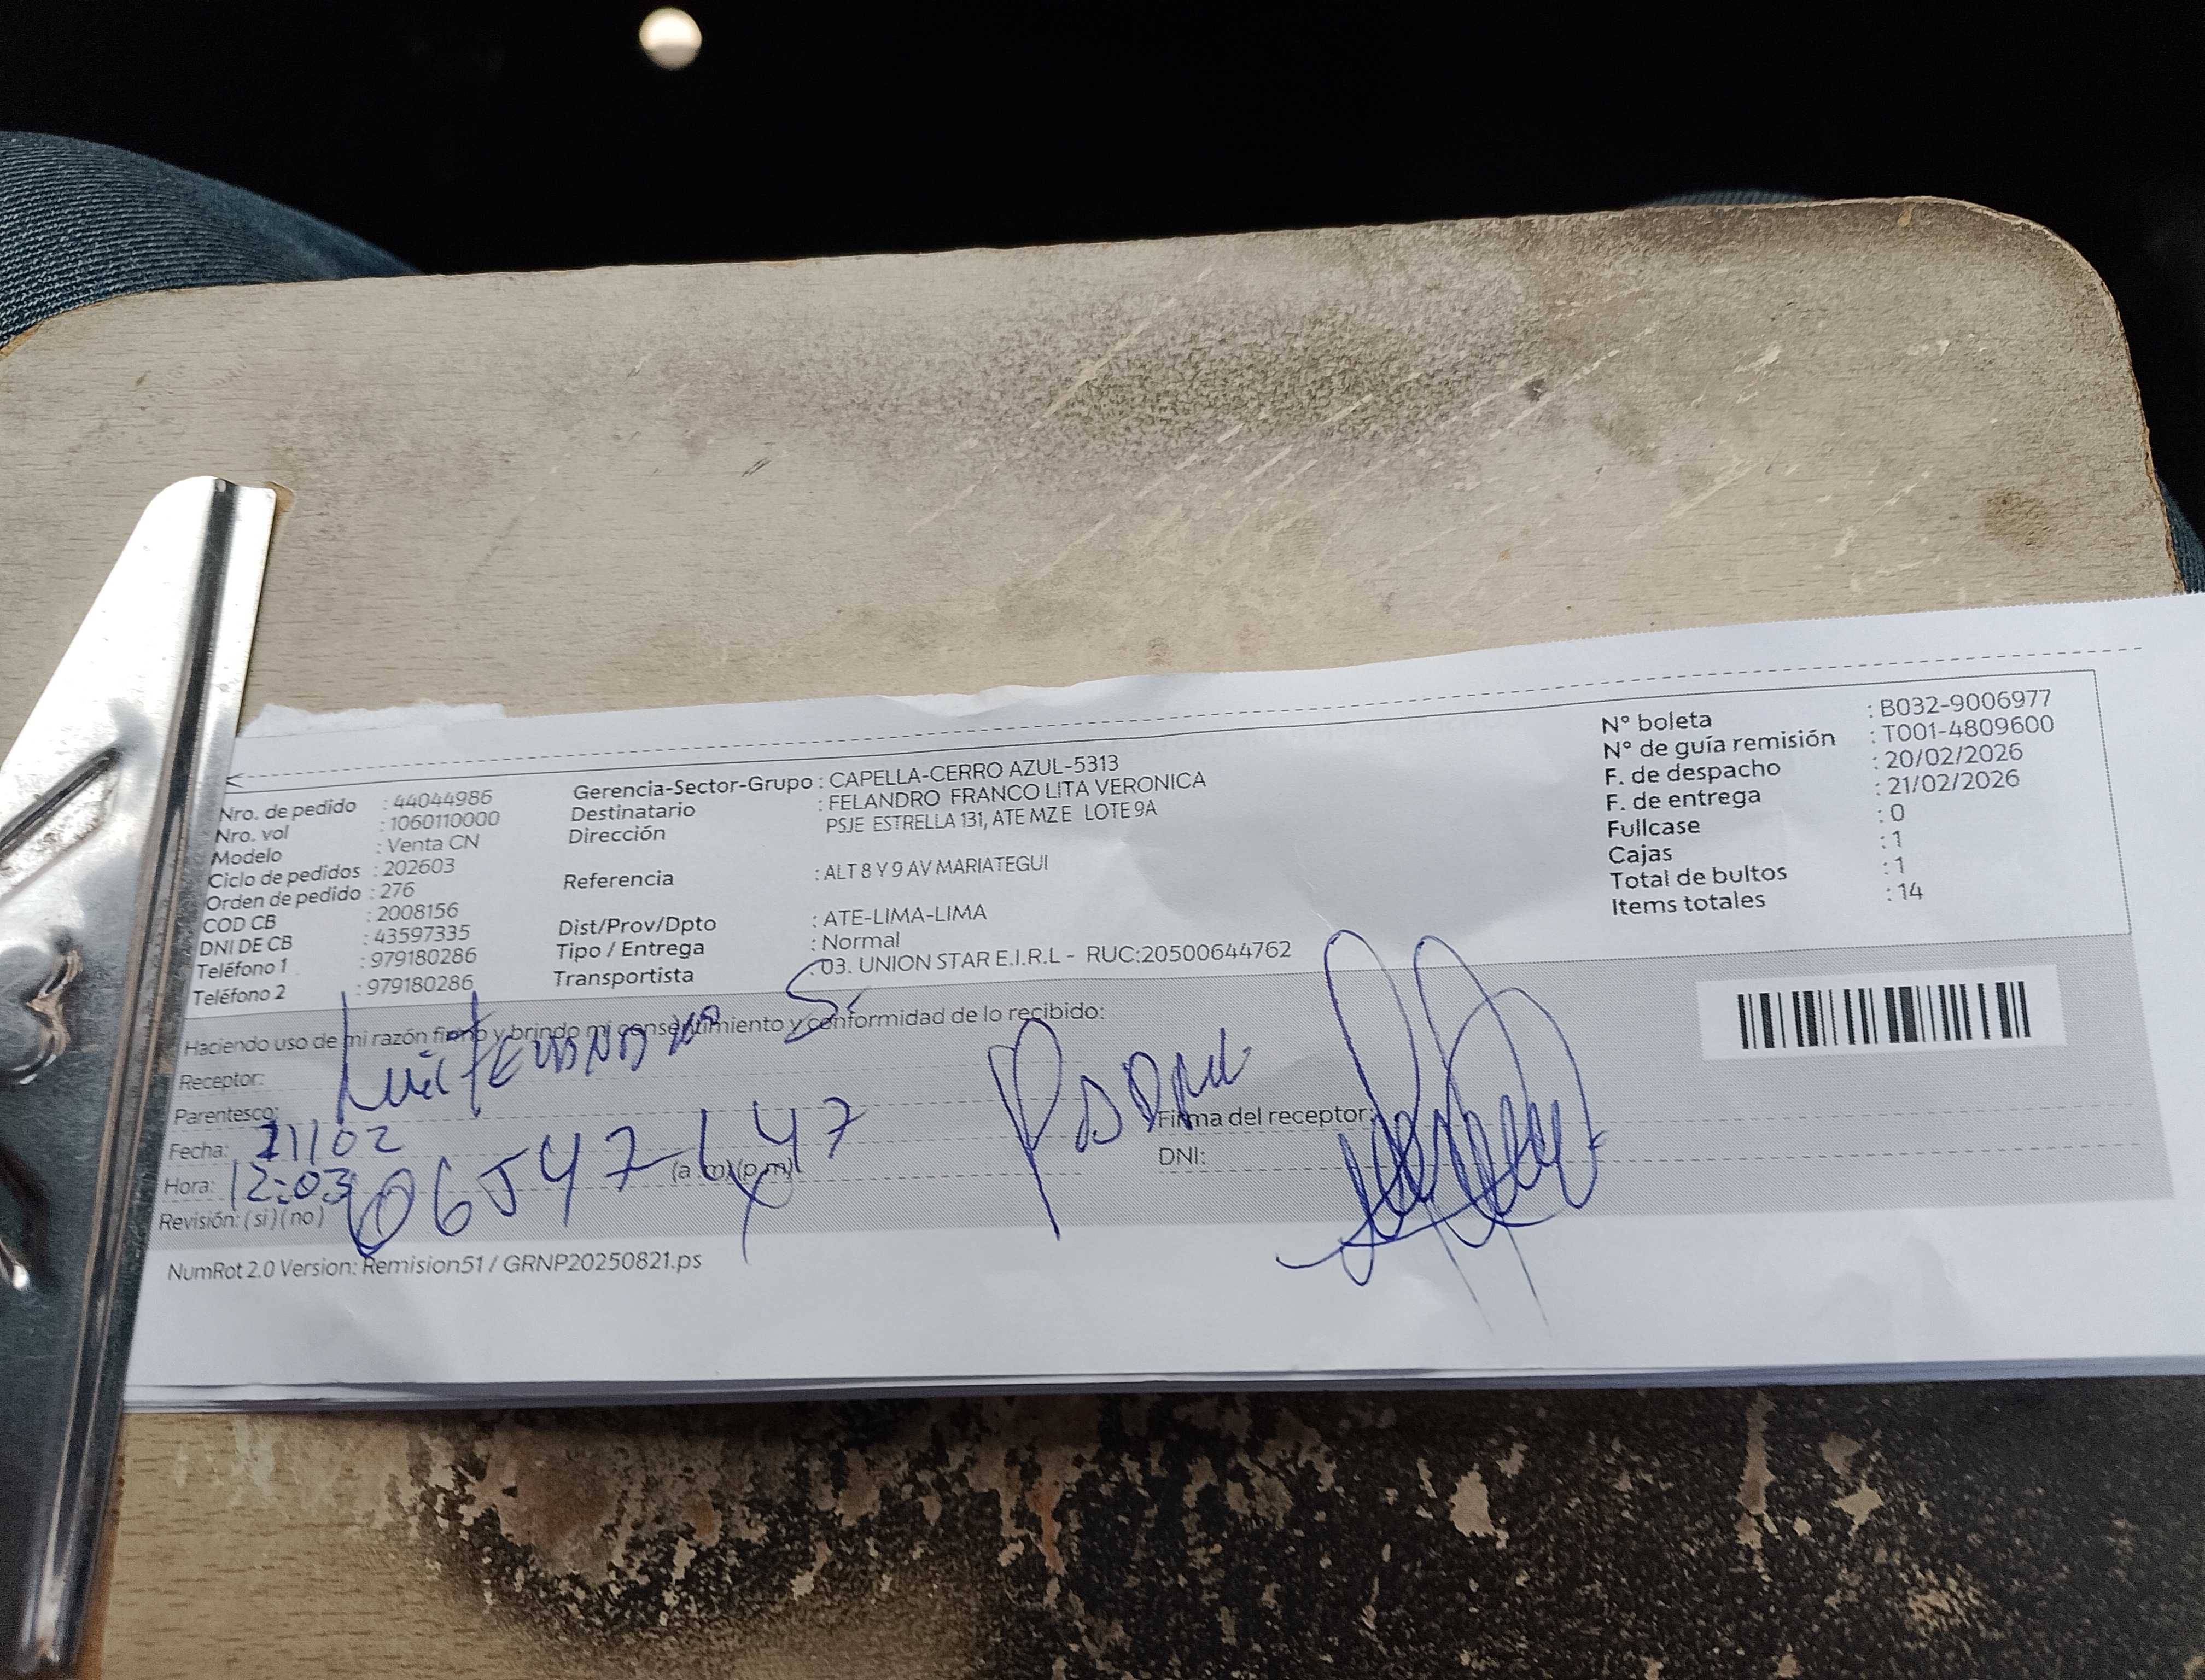 Nro. de pedido : 44044986
Nro. vol : 1060110000
Modelo : Venta CN
Ciclo de pedidos : 202603
Orden de pedido : 276
COD CB : 2008156
DNI DE CB : 43597335
Teléfono 1 : 979180286
Teléfono 2 : 979180286
Gerencia-Sector-Grupo : CAPELLA-CERRO AZUL-5313
Destinatario : FELANDRO FRANCO LITA VERONICA
Dirección PSJE ESTRELLA 131, ATE MZ E LOTE 9A
Referencia : ALT 8 Y 9 AV MARIATEGUI
Dist/Prov/Dpto : ATE-LIMA-LIMA
Tipo / Entrega : Normal
Transportista : 03. UNION STAR E.I.R.L - RUC:20500644762
N° boleta : B032-9006977
N° de guía remisión : T001-4809600
F. de despacho : 20/02/2026
F. de entrega : 21/02/2026
Fullcase : 0
Cajas : 1
Total de bultos : 1
Items totales : 14
Haciendo uso de mi razón firmo y brindo mi consentimiento y conformidad de lo recibido:
Receptor:
Parentesco:
Fecha: 21/02
Hora: 12:03 (a.m)(p.m)
Revisión: (si) (no)
Firma del receptor:
DNI:
NumRot 2.0 Version: Remision51 / GRNP20250821.ps